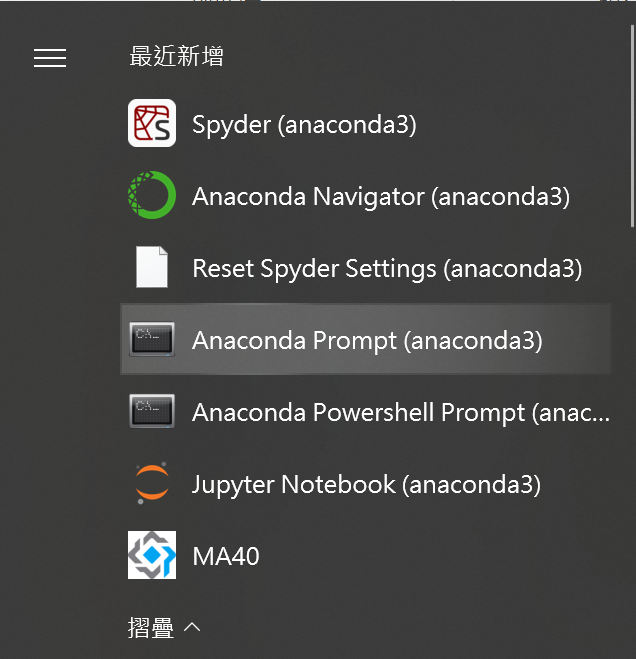 最近新增
Spyder (anaconda3)
Anaconda Navigator (anaconda3)
Reset Spyder Settings (anaconda3)
Anaconda Prompt (anaconda3)
Anaconda Powershell Prompt (anac...
Jupyter Notebook (anaconda3)
MA40
摺疊